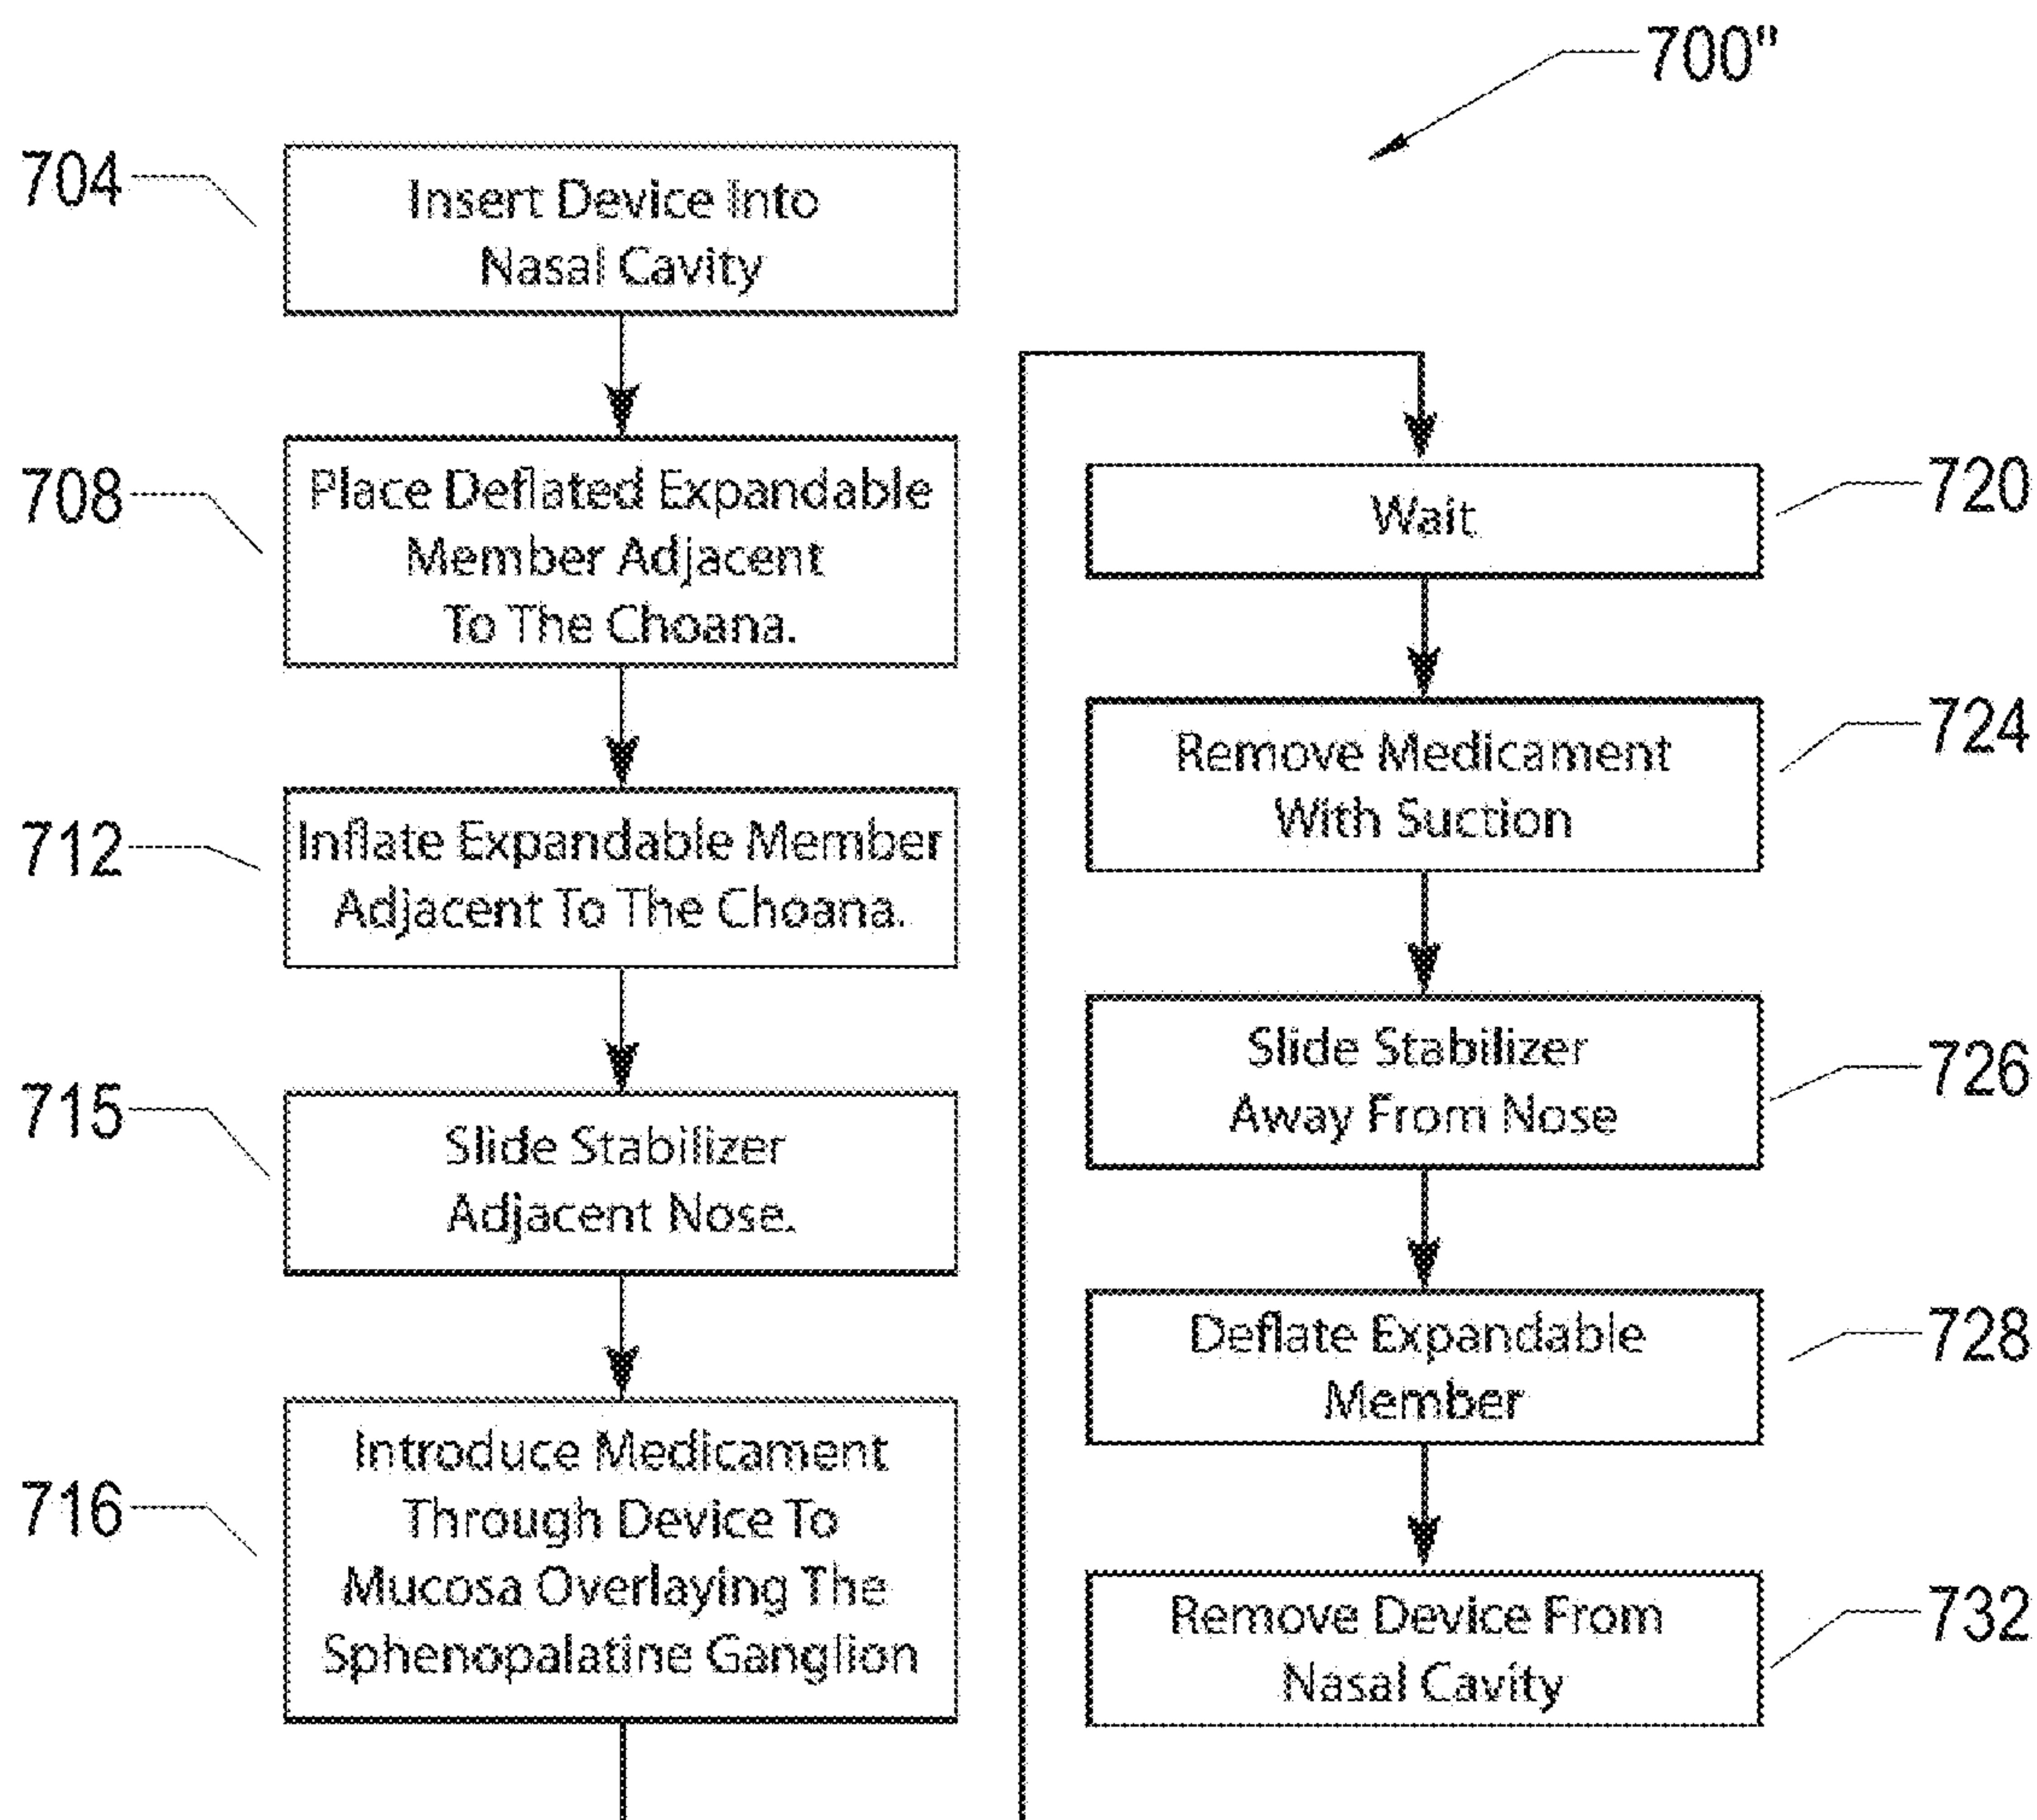 700"
704
Insert Device Into
Nasal Cavity
708
Place Deflated Expandable
Member Adjacent
To The Choana.
712
Inflate Expandable Member
Adjacent To The Choana.
715
Slide Stabilizer
Adjacent Nose.
716
Introduce Medicament
Through Device To
Mucosa Overlaying The
Sphenopalatine Ganglion
Wait
720
Remove Medicament
With Suction
724
Slide Stabilizer
Away From Nose
726
Deflate Expandable
Member
728
Remove Device From
Nasal Cavity
732